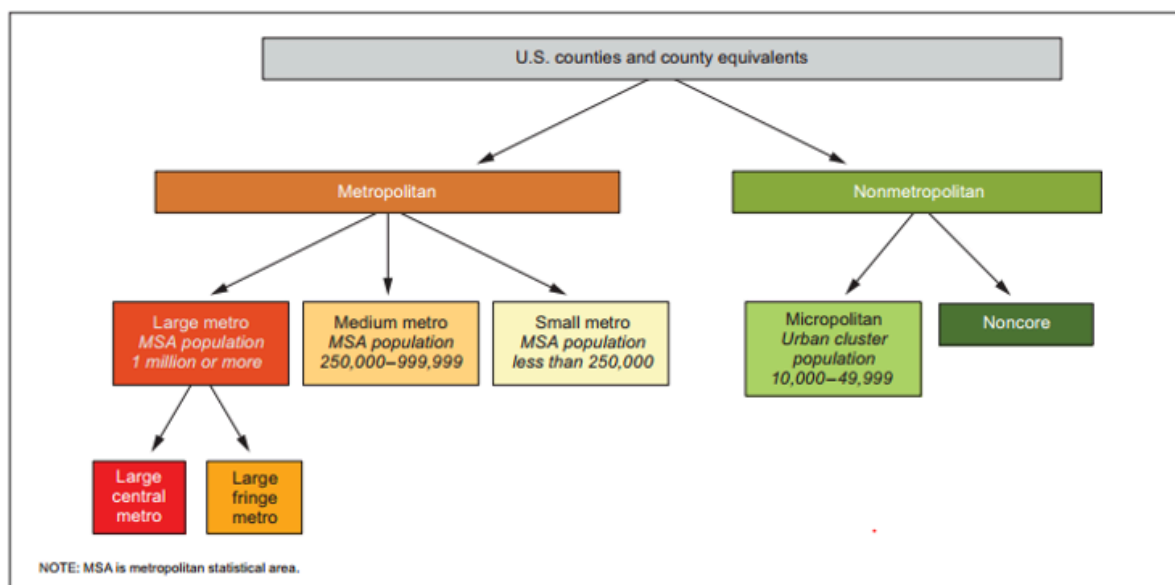 U.S. counties and county equivalents
Metropolitan
Nonmetropolitan
Large metro
MSA population
1 million or more
Medium metro
MSA population
250,000–999,999
Small metro
MSA population
less than 250,000
Micropolitan
Urban cluster
population
10,000–49,999
Noncore
Large
central
metro
Large
fringe
metro
NOTE: MSA is metropolitan statistical area.